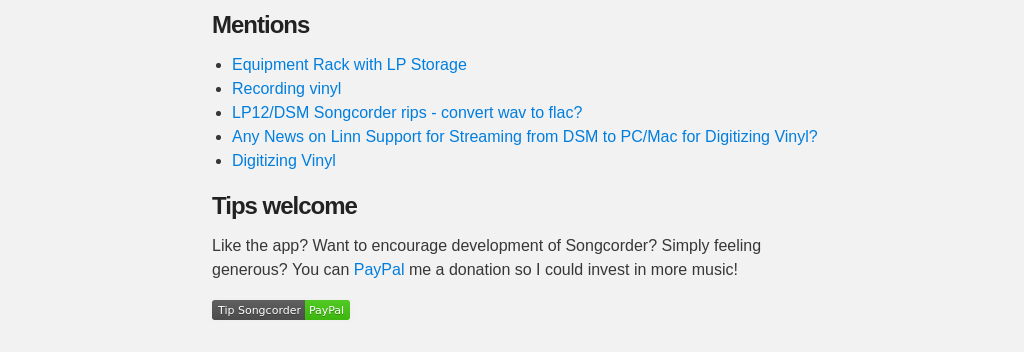 Mentions
Equipment Rack with LP Storage
Recording vinyl
LP12/DSM Songcorder rips - convert wav to flac?
Any News on Linn Support for Streaming from DSM to PC/Mac for Digitizing Vinyl?
Digitizing Vinyl
Tips welcome
Like the app? Want to encourage development of Songcorder? Simply feeling
generous? You can PayPal me a donation so I could invest in more music!
Tip Songcorder PayPal